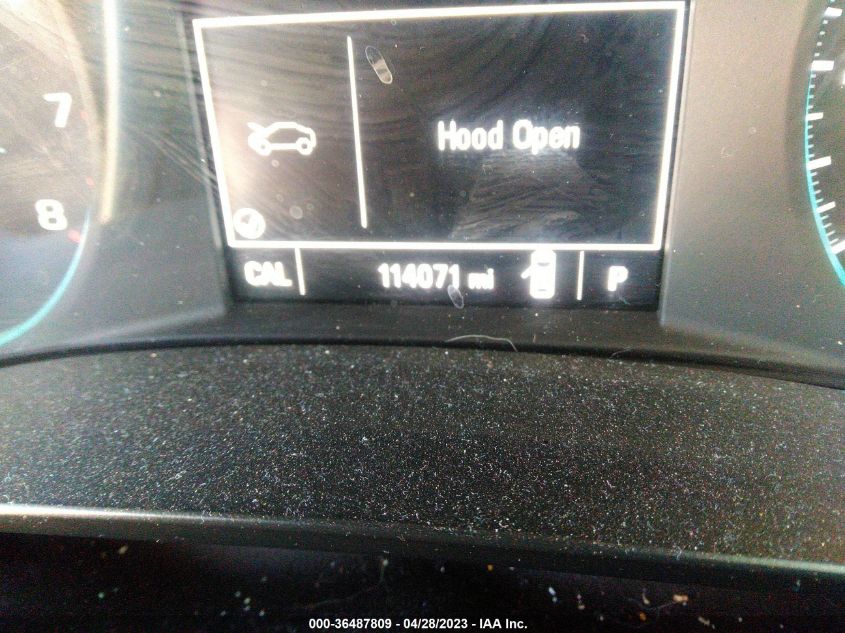 7
8
Hood Open
CAL 114071 mi P
000-36487809 - 04/28/2023 - IAA Inc.